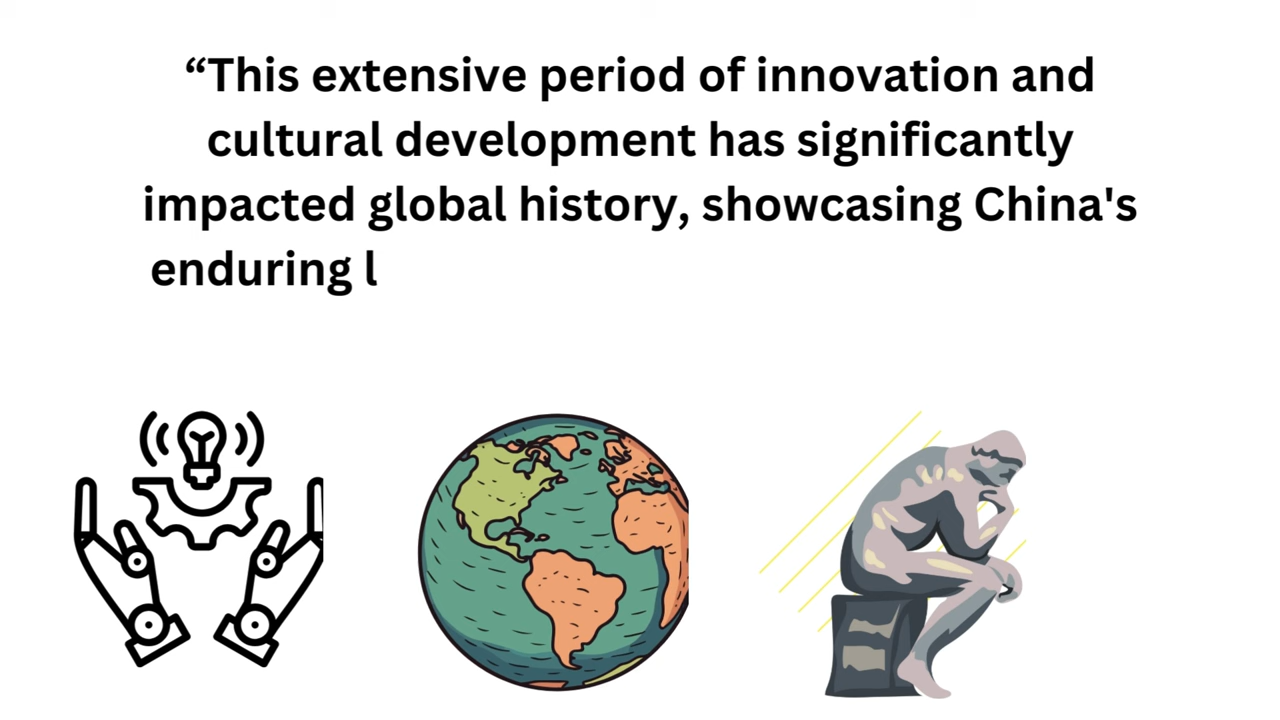 “This extensive period of innovation and
cultural development has significantly
impacted global history, showcasing China's
enduring l